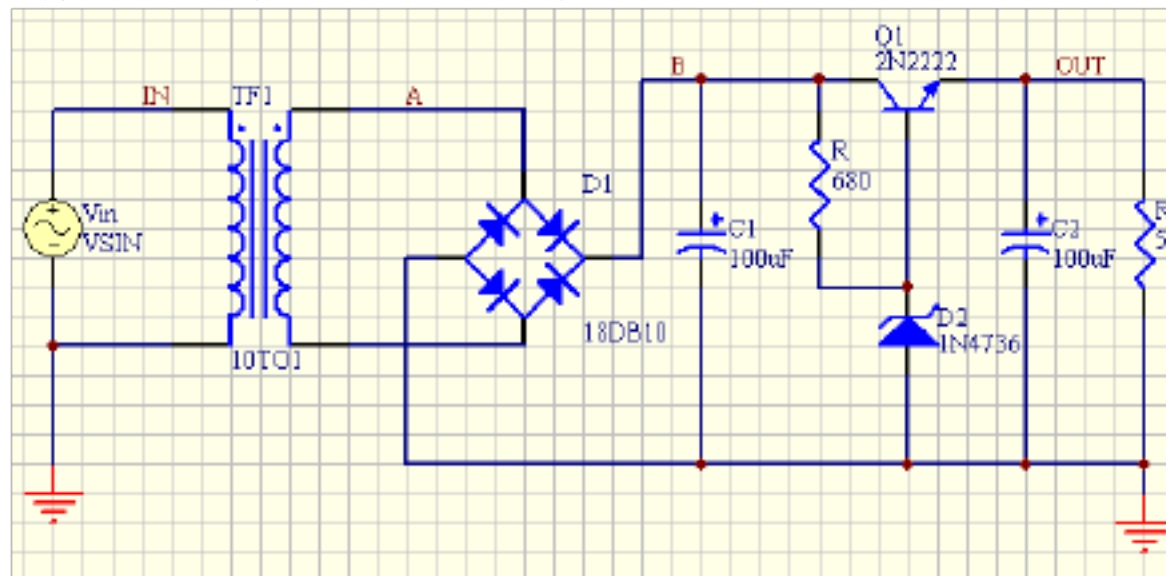 IN
TF1
A
Vin
VSIN
10TO1
D1
18DB10
B
C1
100uF
R
680
Q1
2N2222
D2
1N4736
OUT
C2
100uF
R